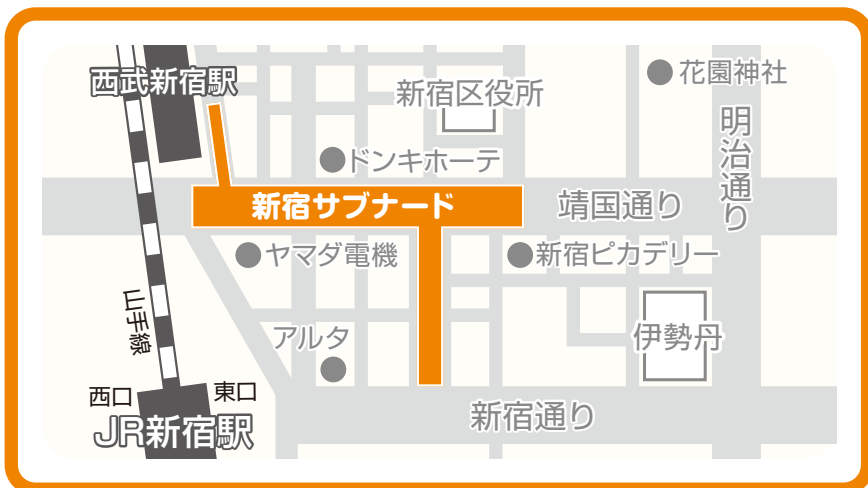 西武新宿駅
新宿区役所
花園神社
ドンキホーテ
明治通り
新宿サブナード
靖国通り
ヤマダ電機
新宿ピカデリー
山手線
アルタ
伊勢丹
西口
東口
JR新宿駅
新宿通り